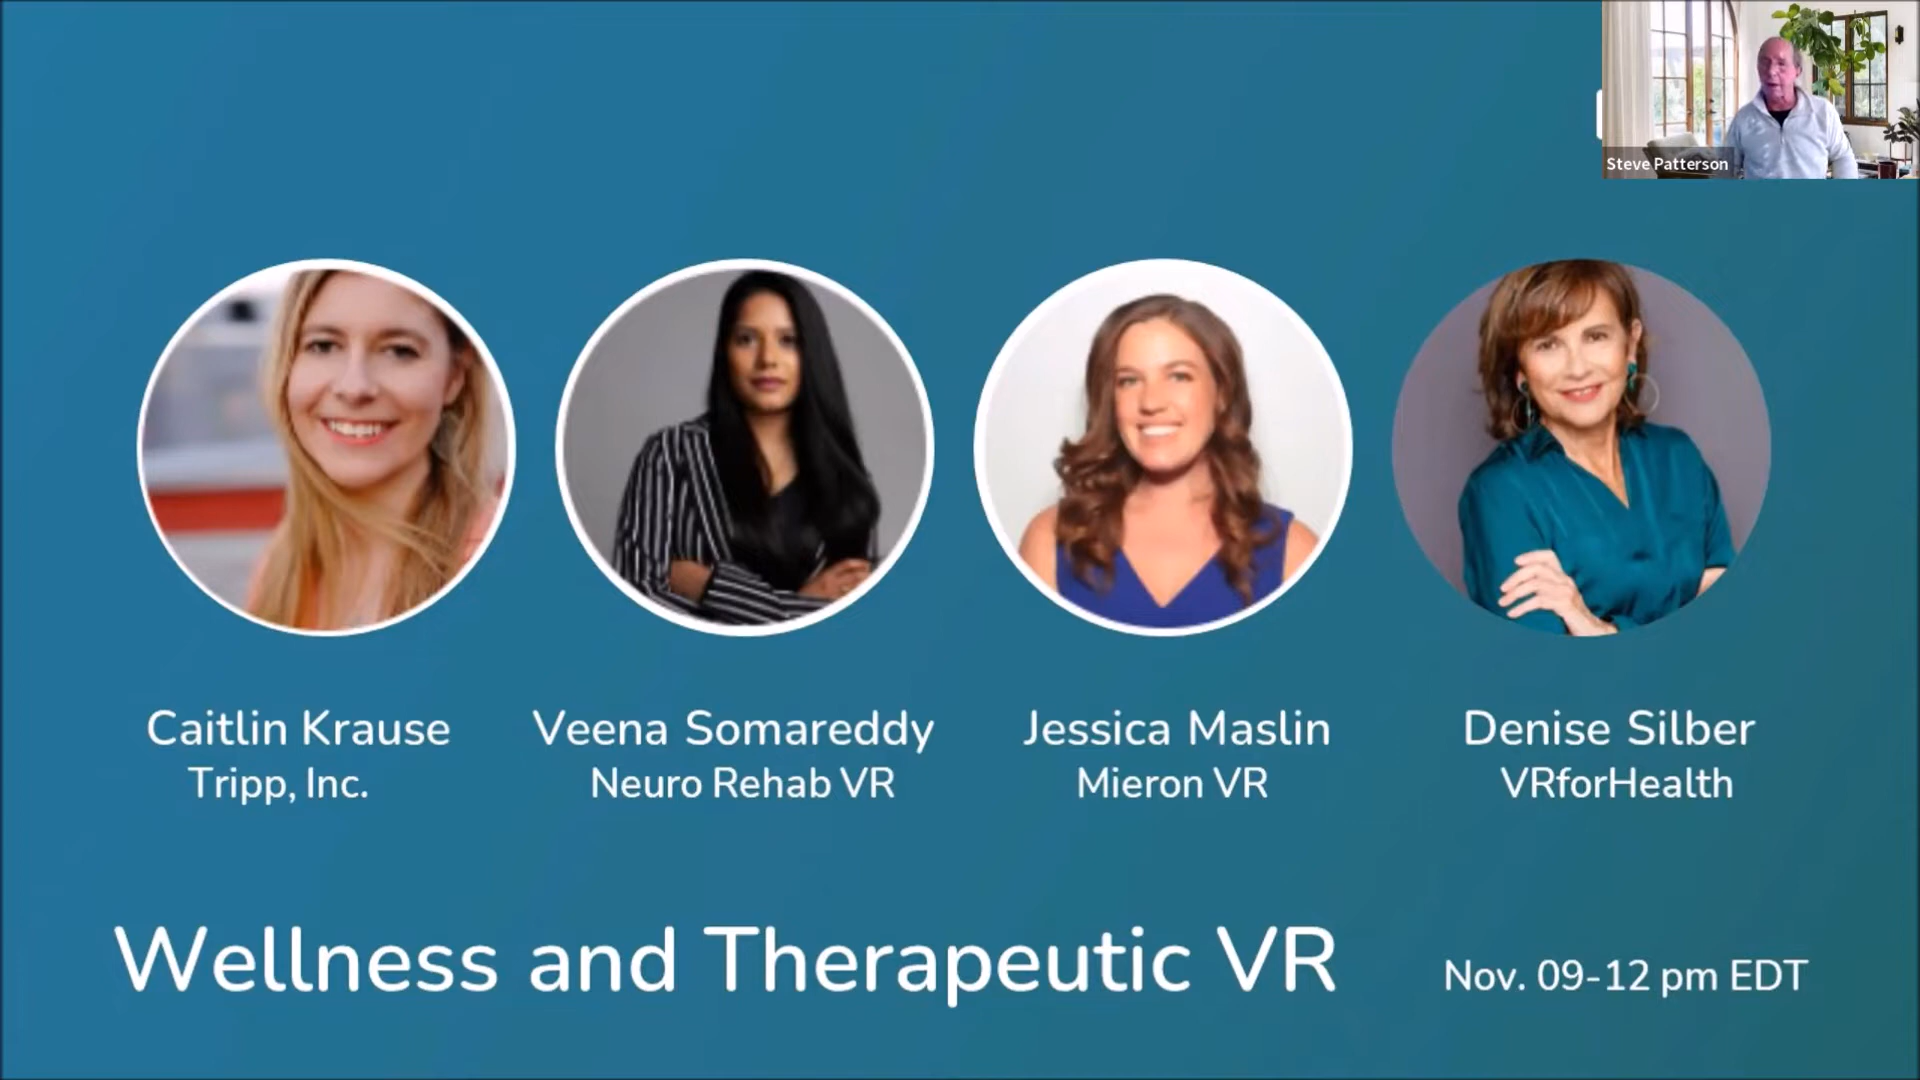 Steve Patterson
Caitlin Krause
Tripp, Inc.
Veena Somareddy
Neuro Rehab VR
Jessica Maslin
Mieron VR
Denise Silber
VRforHealth
Wellness and Therapeutic VR
Nov. 09-12 pm EDT